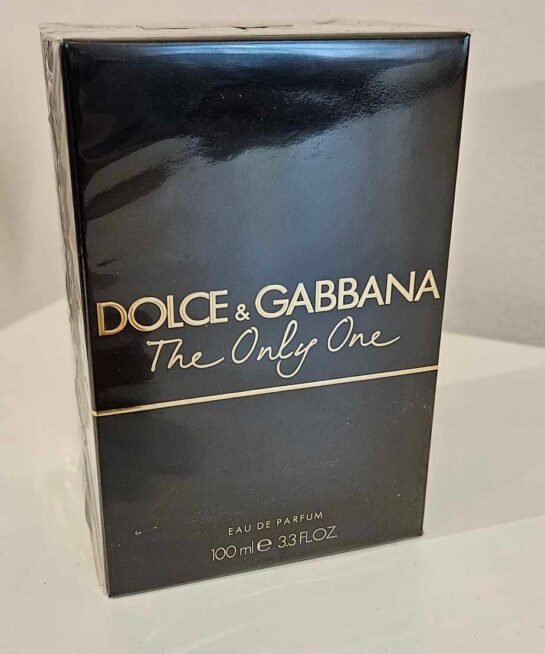 DOLCE & GABBANA
The Only One
EAU DE PARFUM
100 ml ℮ 3.3 FL.OZ.